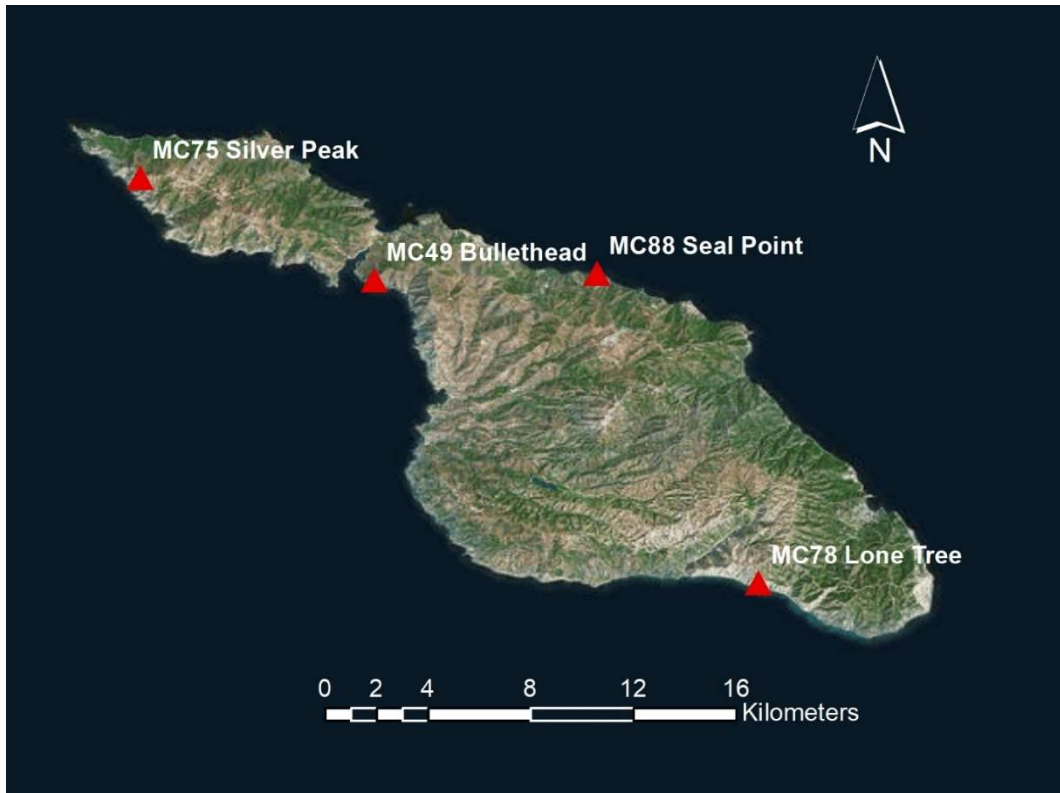 MC75 Silver Peak
N
MC49 Bullethead
MC88 Seal Point
MC78 Lone Tree
0 2 4 8 12 16
Kilometers